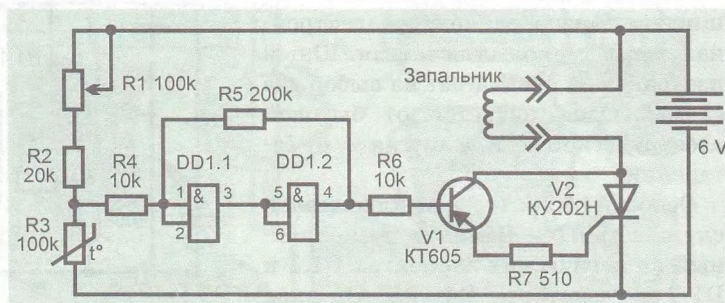 R1 100k
R5 200k
Запальник
6 V
R2
20k
R4
10k
DD1.1
DD1.2
R6
10k
1
&
3
2
5
&
4
6
R3
100k
t°
V1
КТ605
V2
КУ202Н
R7 510